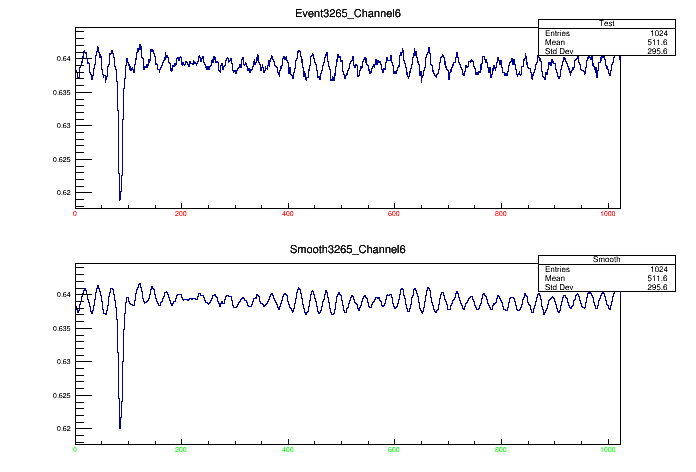 Event3265_Channel6
Test
Entries 1024
Mean 511.6
Std Dev 295.6
0.64
0.635
0.63
0.625
0.62
0 200 400 600 800 1000
Smooth3265_Channel6
Smooth
Entries 1024
Mean 511.6
Std Dev 295.6
0.64
0.635
0.63
0.625
0.62
0 200 400 600 800 1000